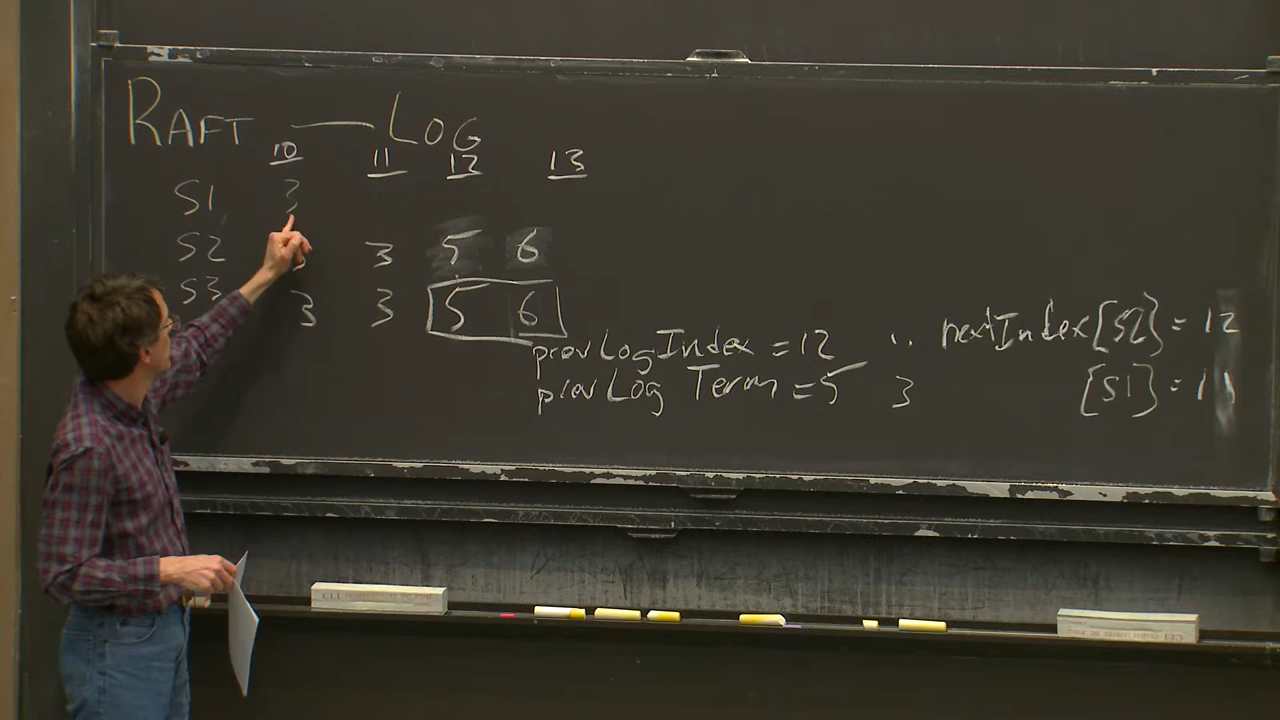 RAFT — LOG
10 11 12 13
S1 3
S2 3 3 5 6
S3 3 3 5 6
prevLogIndex = 12 .. nextIndex[S2] = 12
prevLog Term = 5 3 [S1] = 11